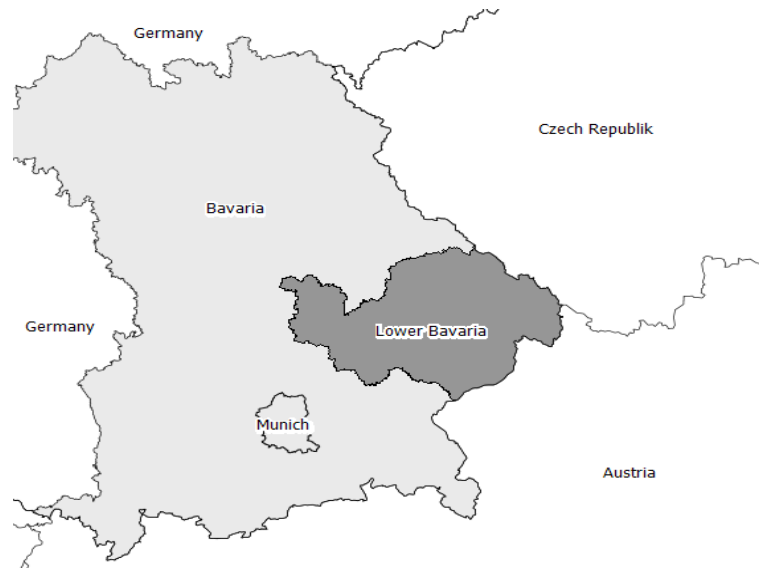 Germany
Czech Republik
Bavaria
Germany
Lower Bavaria
Munich
Austria